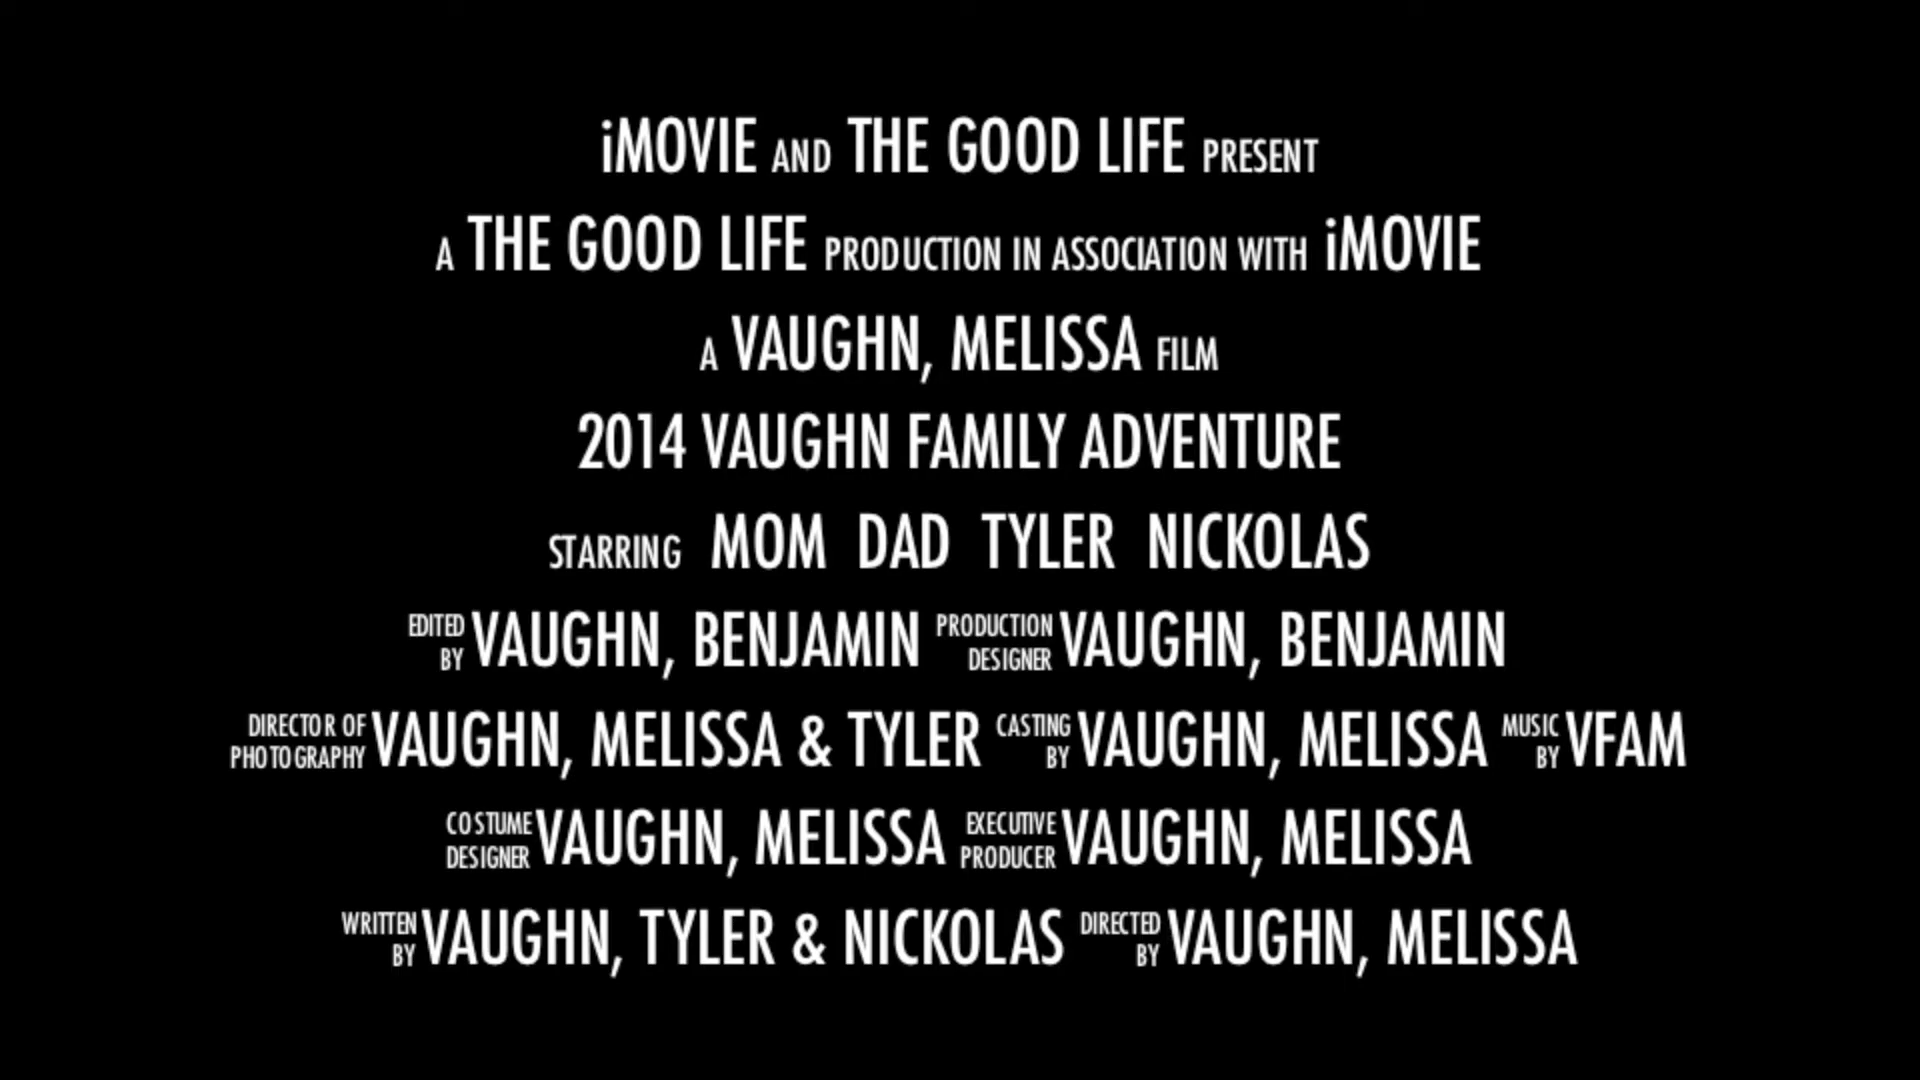 iMOVIE AND THE GOOD LIFE PRESENT
A THE GOOD LIFE PRODUCTION IN ASSOCIATION WITH iMOVIE
A VAUGHN, MELISSA FILM
2014 VAUGHN FAMILY ADVENTURE
STARRING MOM DAD TYLER NICKOLAS
EDITED BY VAUGHN, BENJAMIN PRODUCTION DESIGNER VAUGHN, BENJAMIN
DIRECTOR OF PHOTOGRAPHY VAUGHN, MELISSA & TYLER CASTING BY VAUGHN, MELISSA MUSIC BY VFAM
COSTUME DESIGNER VAUGHN, MELISSA EXECUTIVE PRODUCER VAUGHN, MELISSA
WRITTEN BY VAUGHN, TYLER & NICKOLAS DIRECTED BY VAUGHN, MELISSA